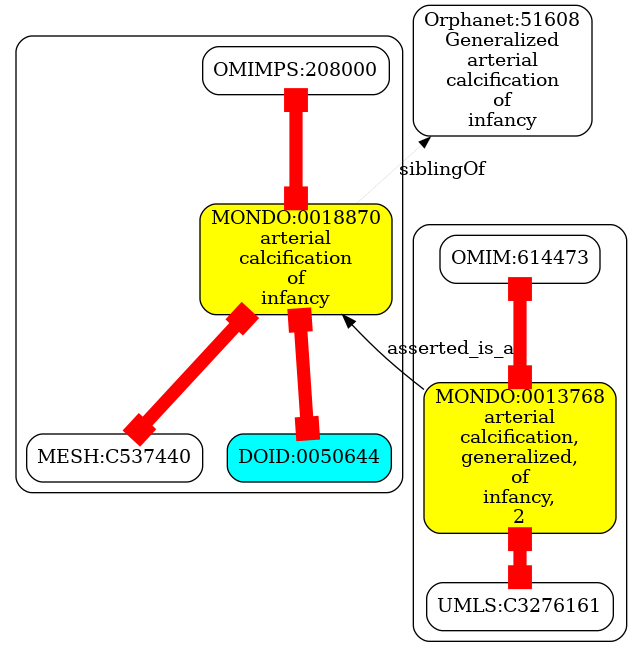 Orphanet:51608
Generalized
arterial
calcification
of
infancy
OMIMPS:208000
siblingOf
MONDO:0018870
arterial
calcification
of
infancy
OMIM:614473
asserted_is_a
MONDO:0013768
arterial
calcification,
generalized,
of
infancy,
2
MESH:C537440
DOID:0050644
UMLS:C3276161